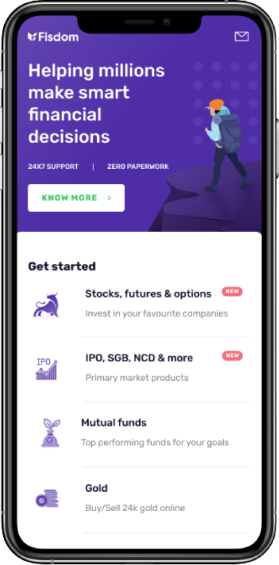 Fisdom
Helping millions
make smart
financial
decisions
24X7 SUPPORT | ZERO PAPERWORK
KNOW MORE >
Get started
Stocks, futures & options NEW
Invest in your favourite companies
IPO IPO, SGB, NCD & more NEW
Primary market products
Mutual funds
Top performing funds for your goals
Gold
Buy/Sell 24k gold online